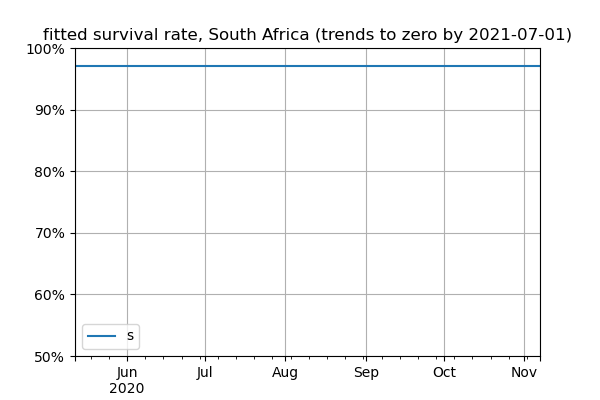 fitted survival rate, South Africa (trends to zero by 2021-07-01)
100%
90%
80%
70%
60%
50%
s
Jun Jul Aug Sep Oct Nov
2020